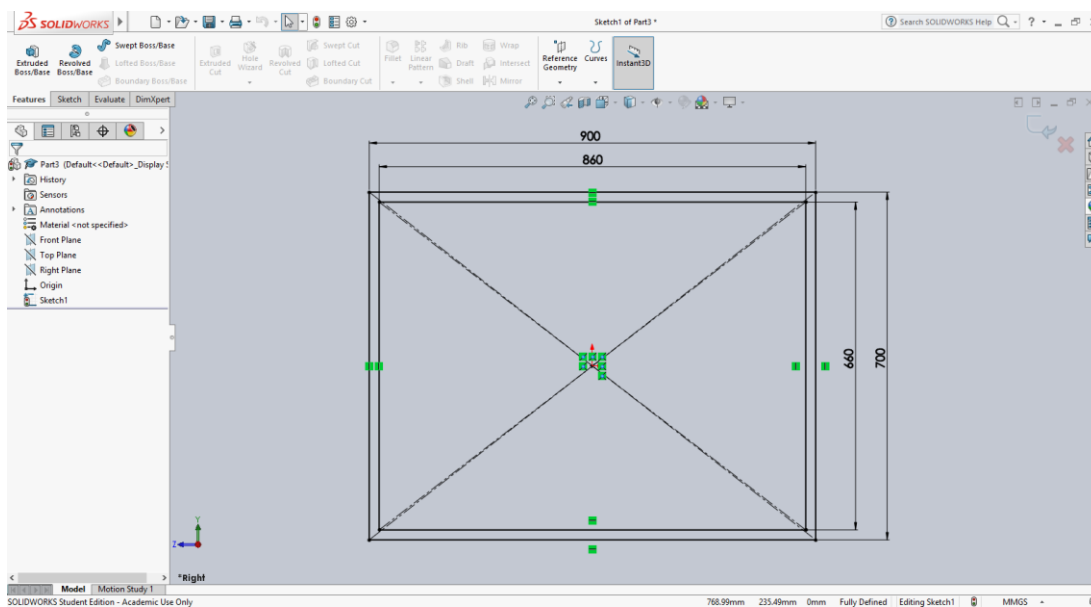 SOLIDWORKS
Sketch1 of Part3 *
Search SOLIDWORKS Help
Extruded Boss/Base
Revolved Boss/Base
Swept Boss/Base
Lofted Boss/Base
Boundary Boss/Base
Extruded Cut
Hole Wizard
Revolved Cut
Swept Cut
Lofted Cut
Boundary Cut
Fillet
Linear Pattern
Rib
Draft
Shell
Wrap
Intersect
Mirror
Reference Geometry
Curves
Instant3D
Features Sketch Evaluate DimXpert
Part3 (Default<<Default>_Display S
History
Sensors
Annotations
Material <not specified>
Front Plane
Top Plane
Right Plane
Origin
Sketch1
900
860
660
700
Y
Z
*Right
Model Motion Study 1
SOLIDWORKS Student Edition - Academic Use Only
768.99mm 235.49mm 0mm Fully Defined Editing Sketch1 MMGS